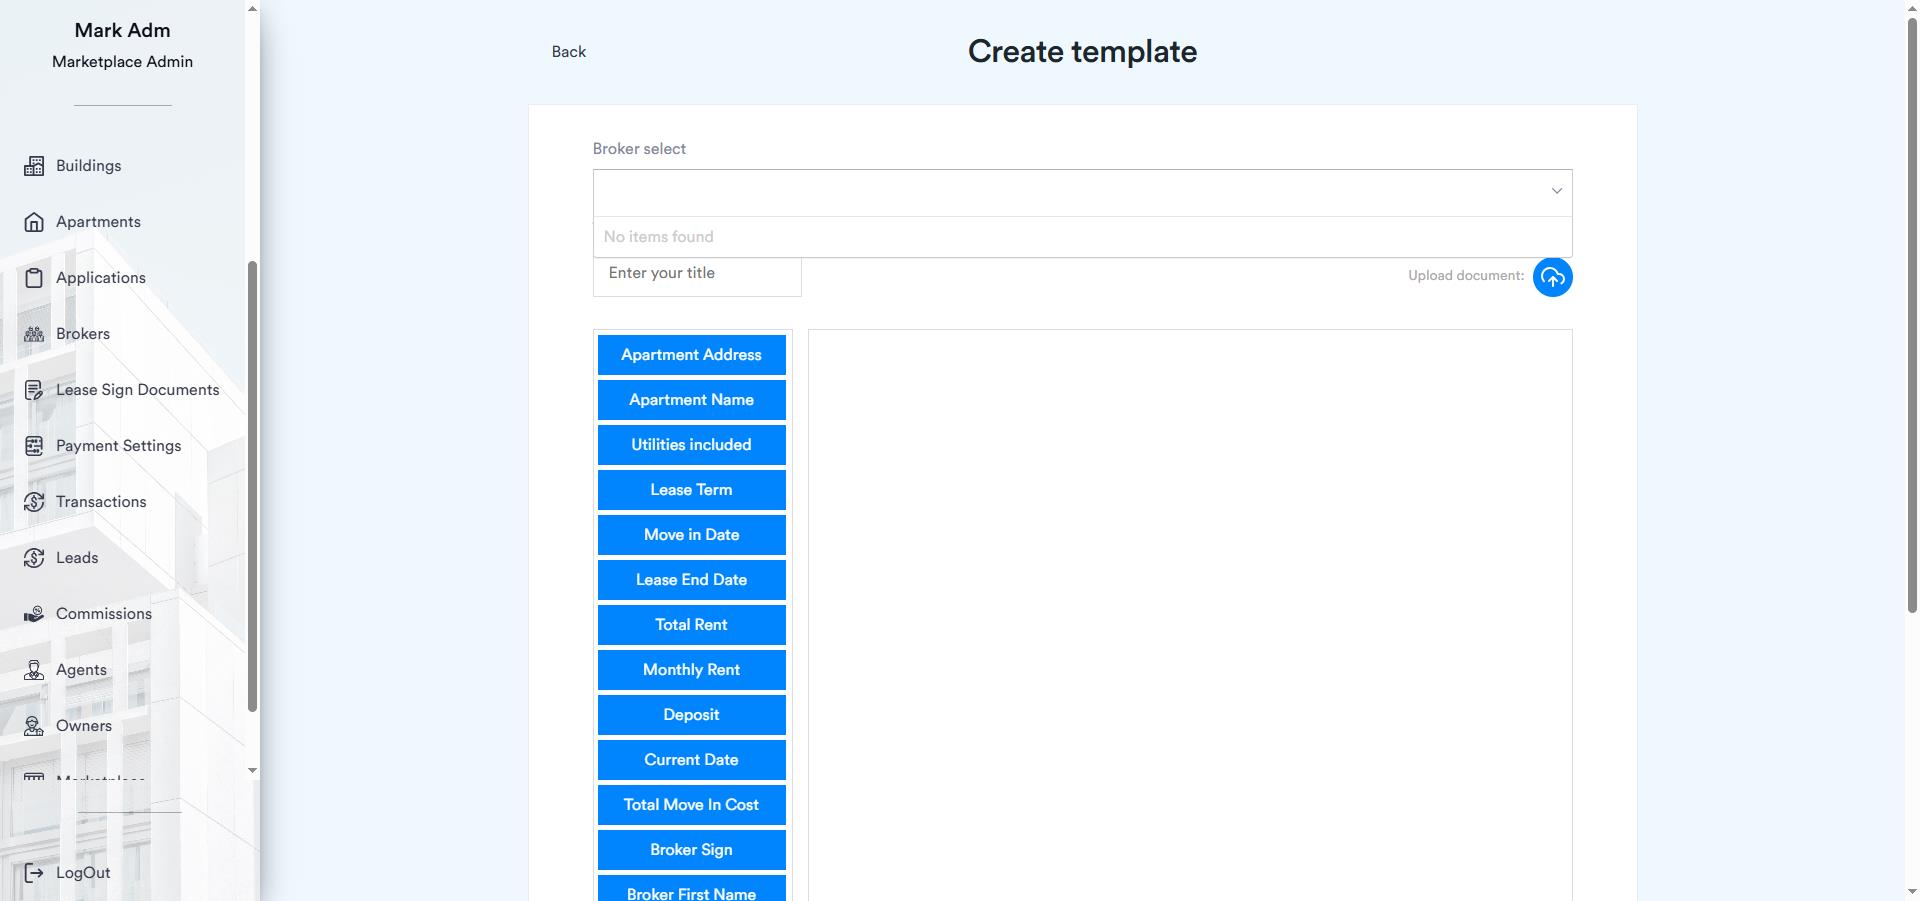 Mark Adm
Marketplace Admin
Buildings
Apartments
Applications
Brokers
Lease Sign Documents
Payment Settings
Transactions
Leads
Commissions
Agents
Owners
Marketplace
LogOut
Back
Create template
Broker select
No items found
Enter your title
Upload document:
Apartment Address
Apartment Name
Utilities included
Lease Term
Move in Date
Lease End Date
Total Rent
Monthly Rent
Deposit
Current Date
Total Move In Cost
Broker Sign
Broker First Name